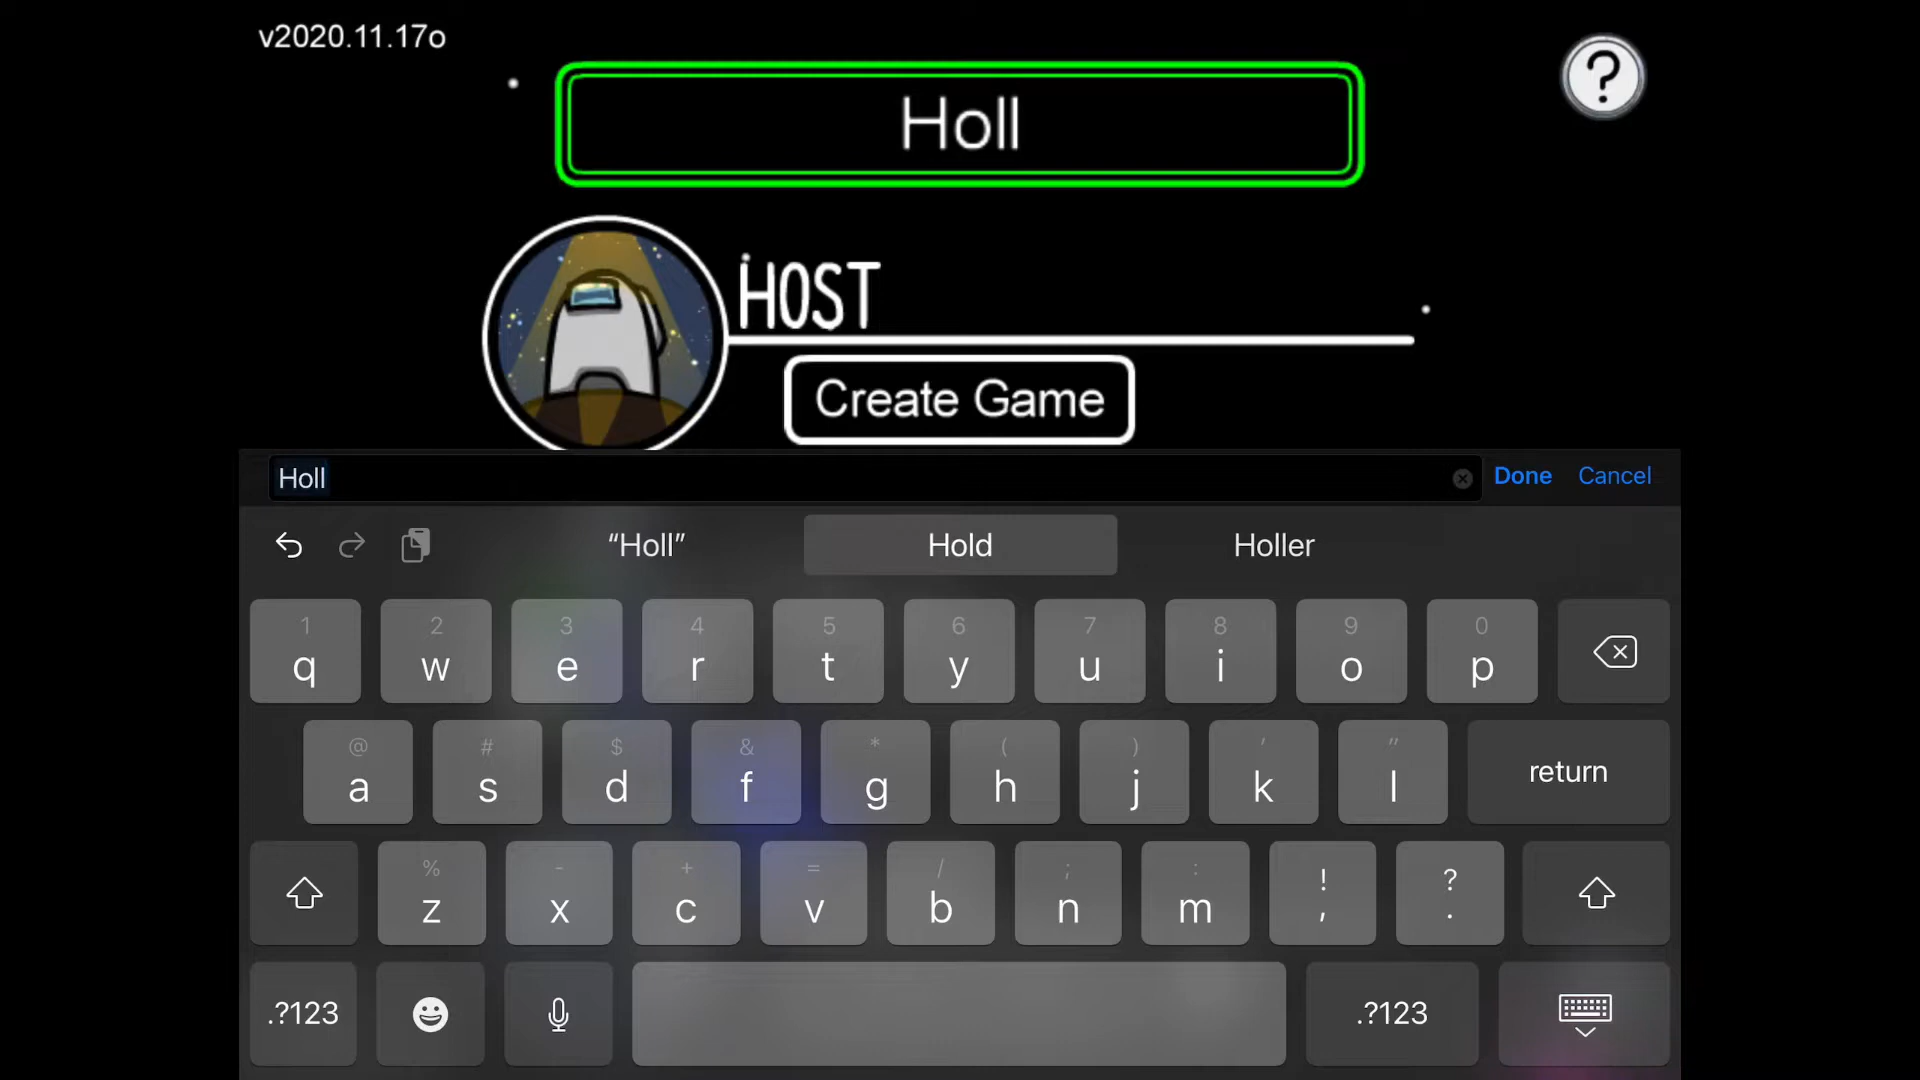 v2020.11.17o
?
Holl
HOST
Create Game
Holl
Done Cancel
“Holl” Hold Holler
1 2 3 4 5 6 7 8 9 0
q w e r t y u i o p
@ # $ & * ( ) ' "
a s d f g h j k l return
% - + = / ; : ! ?
z x c v b n m , .
.?123 .?123